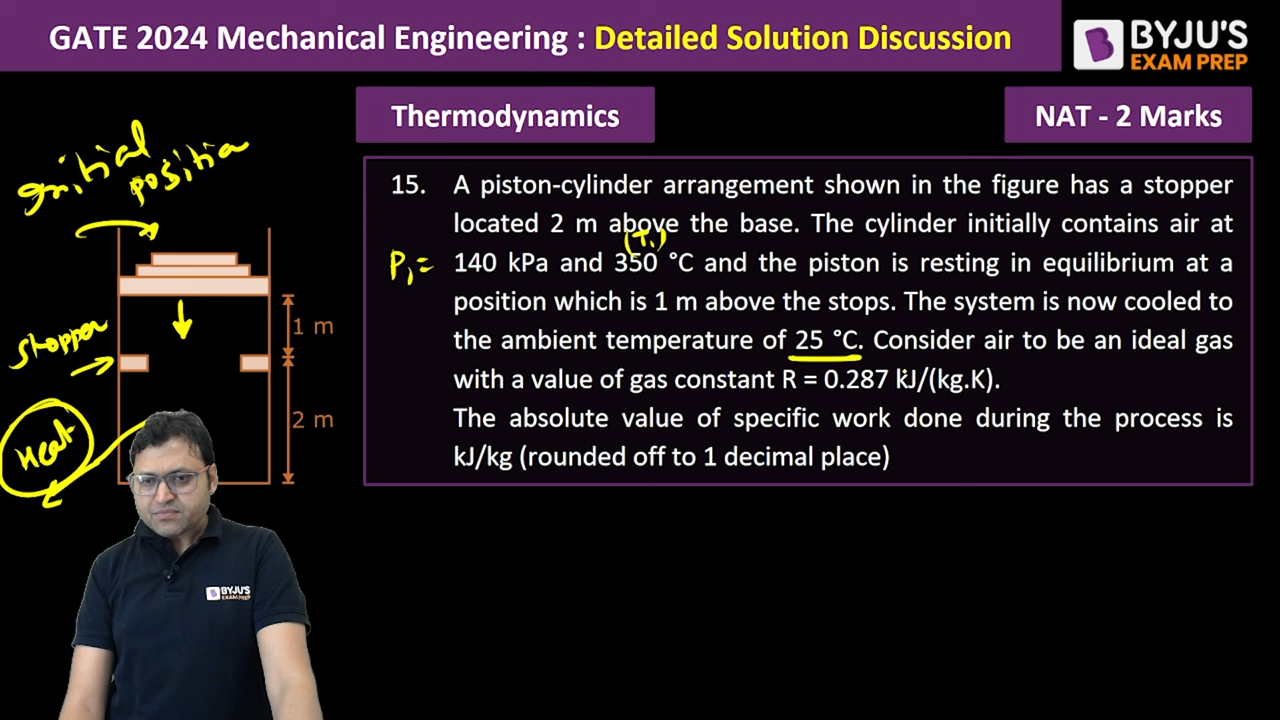 GATE 2024 Mechanical Engineering : Detailed Solution Discussion
BYJU'S
EXAM PREP
Thermodynamics
NAT - 2 Marks
Initial
position
15. A piston-cylinder arrangement shown in the figure has a stopper
located 2 m above the base. The cylinder initially contains air at
(T₁)
P₁ = 140 kPa and 350 °C and the piston is resting in equilibrium at a
position which is 1 m above the stops. The system is now cooled to
the ambient temperature of 25 °C. Consider air to be an ideal gas
with a value of gas constant R = 0.287 kJ/(kg.K).
The absolute value of specific work done during the process is
kJ/kg (rounded off to 1 decimal place)
1 m
stopper
2 m
Heat
BYJU'S
EXAM PREP